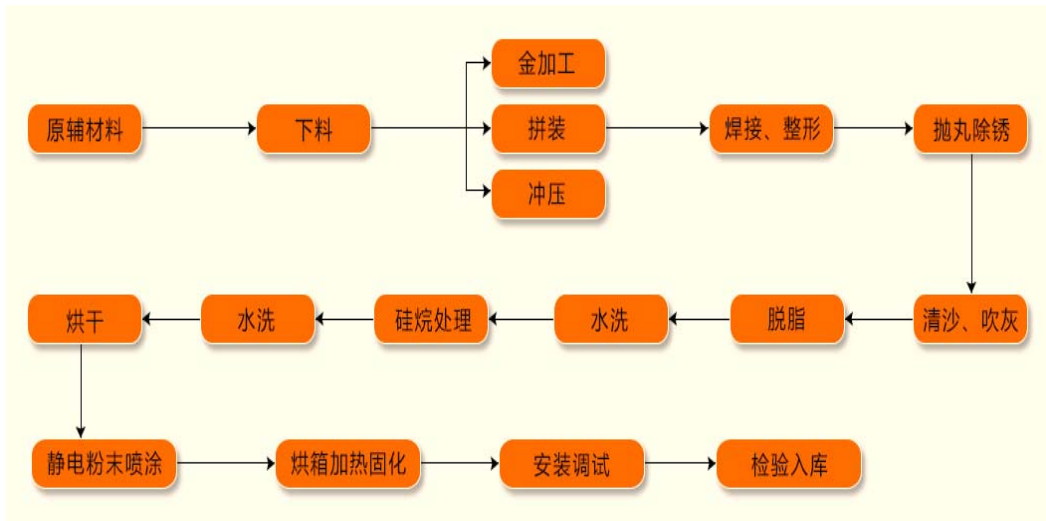 原辅材料
下料
金加工
拼装
冲压
焊接、整形
抛丸除锈
清沙、吹灰
脱脂
水洗
硅烷处理
水洗
烘干
静电粉末喷涂
烘箱加热固化
安装调试
检验入库